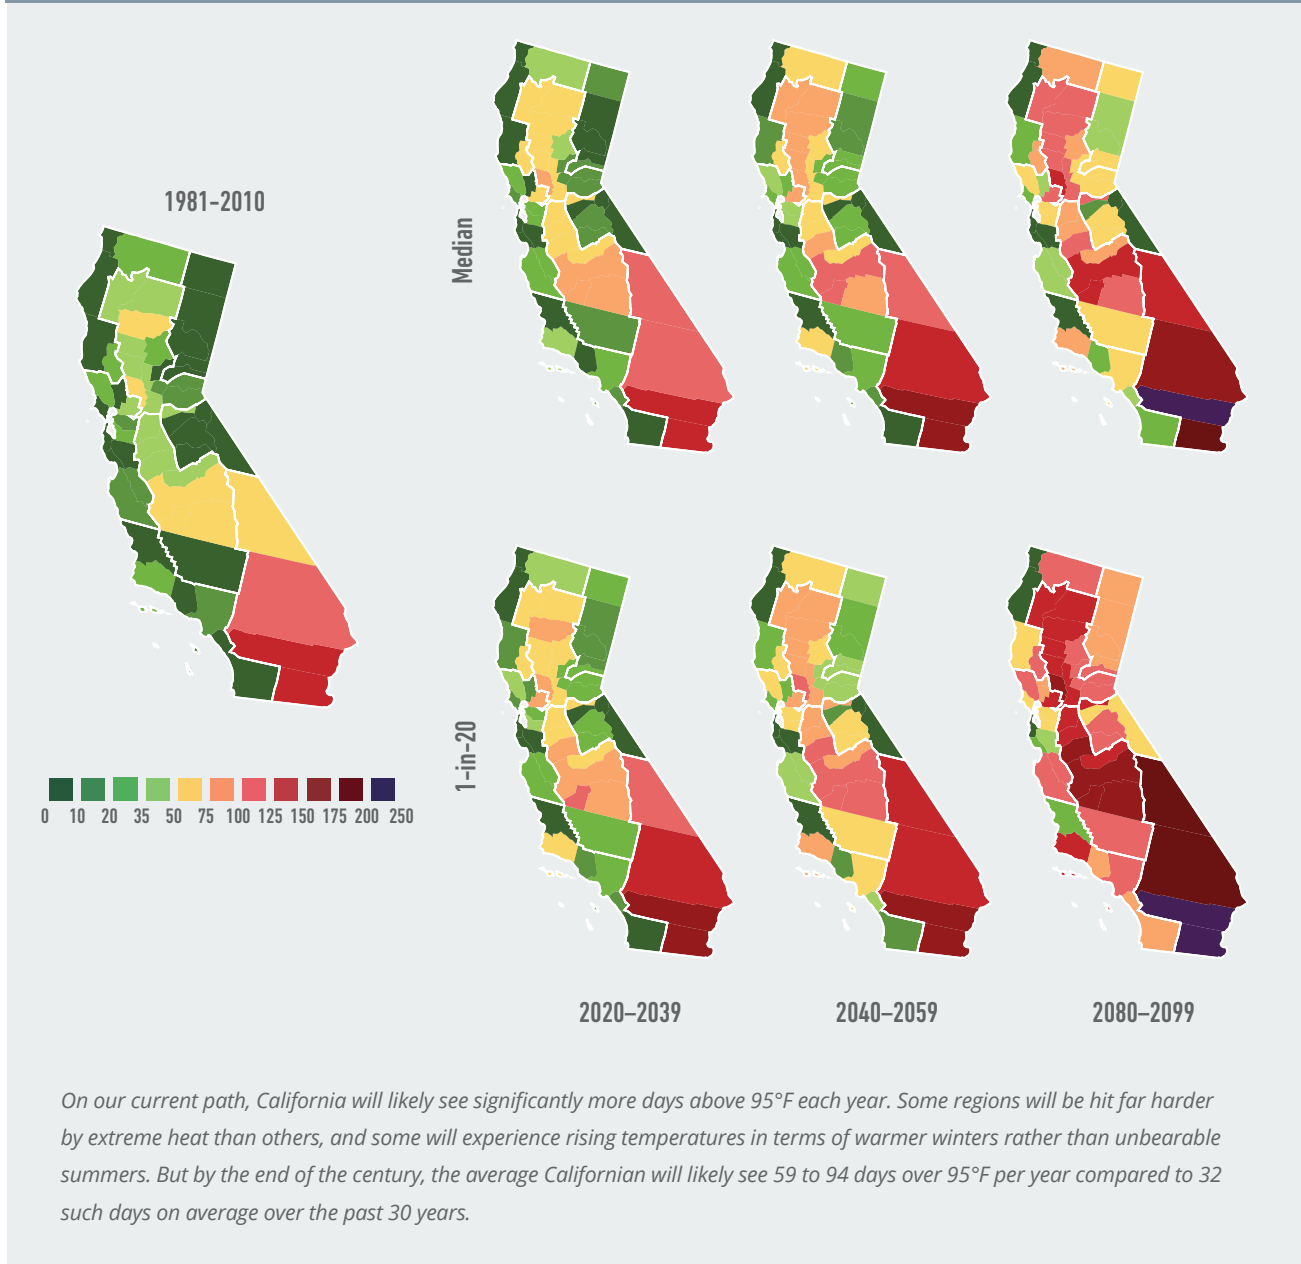 1981–2010
Median
1-in-20
0 10 20 35 50 75 100 125 150 175 200 250
2020–2039 2040–2059 2080–2099
On our current path, California will likely see significantly more days above 95°F each year. Some regions will be hit far harder
by extreme heat than others, and some will experience rising temperatures in terms of warmer winters rather than unbearable
summers. But by the end of the century, the average Californian will likely see 59 to 94 days over 95°F per year compared to 32
such days on average over the past 30 years.